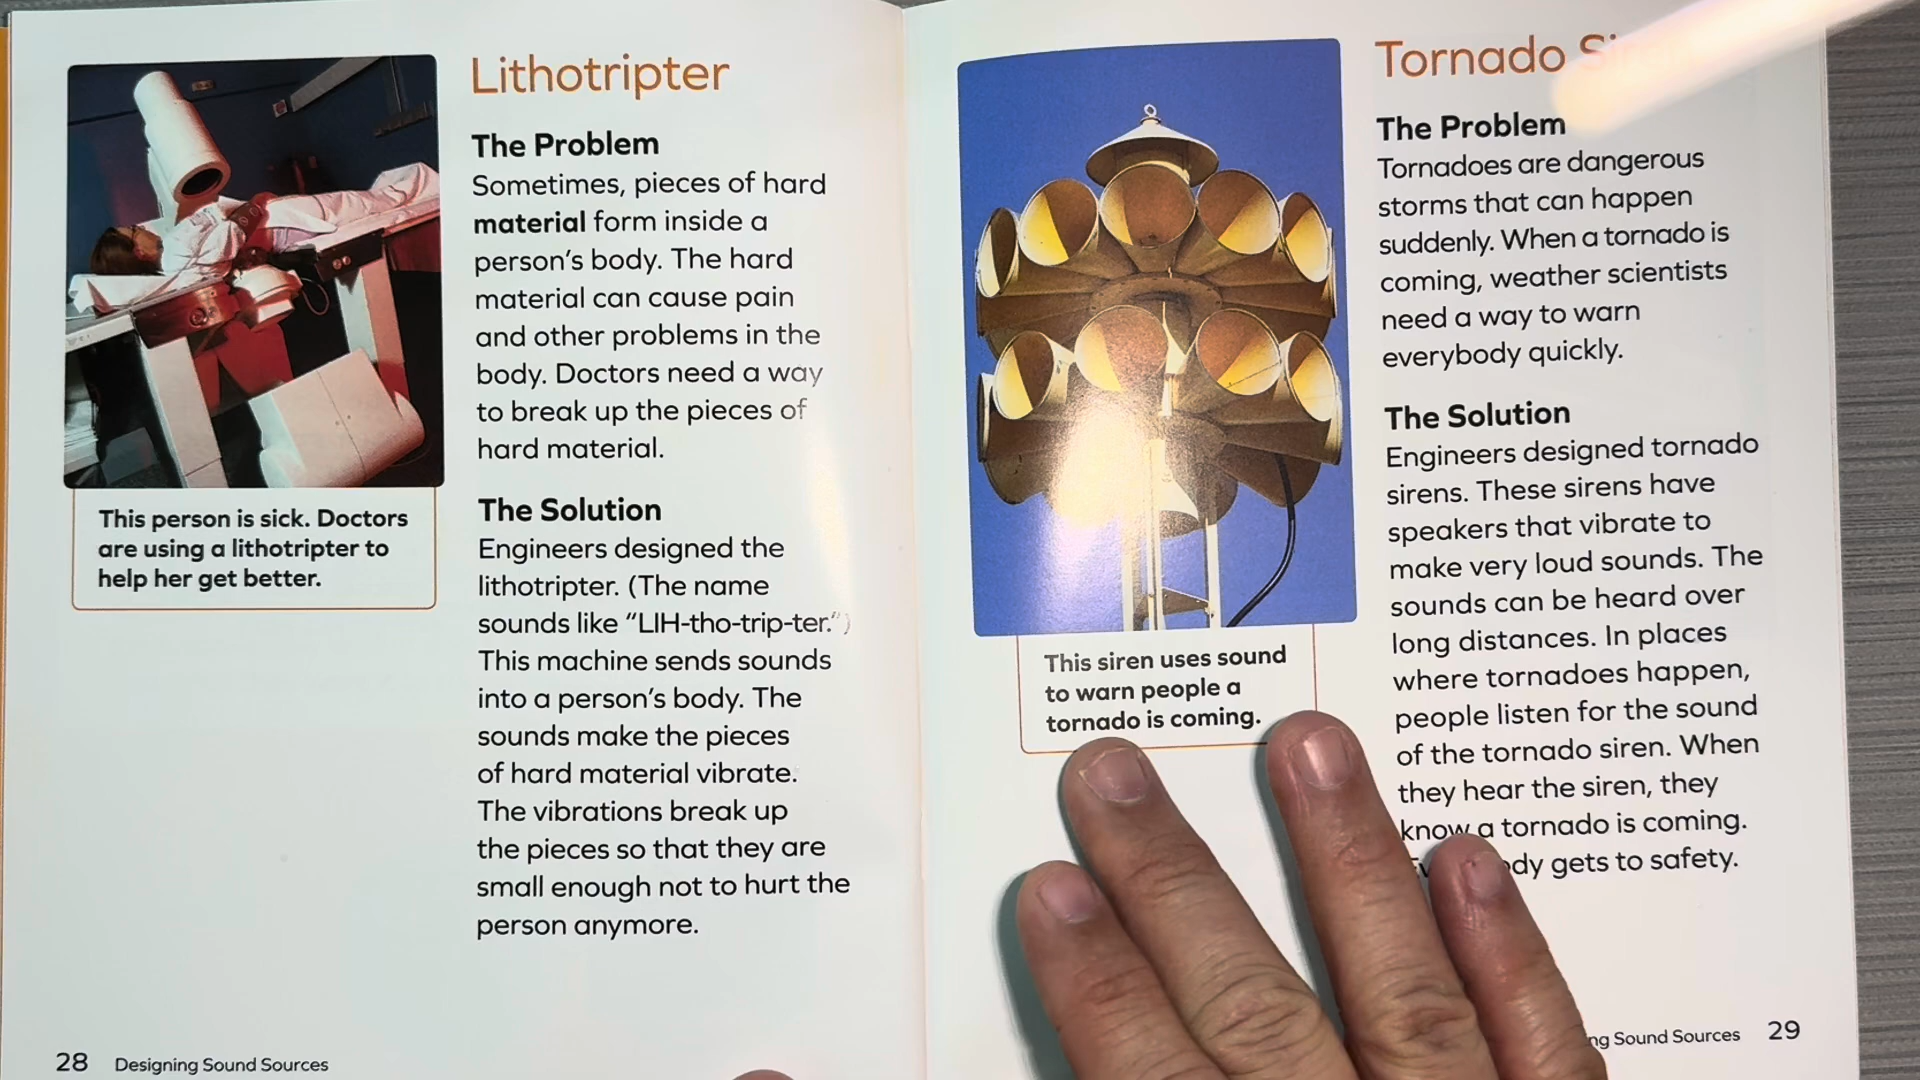 Lithotripter
The Problem
Sometimes, pieces of hard
material form inside a
person's body. The hard
material can cause pain
and other problems in the
body. Doctors need a way
to break up the pieces of
hard material.
The Solution
Engineers designed the
lithotripter. (The name
sounds like “LIH-tho-trip-ter.”)
This machine sends sounds
into a person's body. The
sounds make the pieces
of hard material vibrate.
The vibrations break up
the pieces so that they are
small enough not to hurt the
person anymore.
This person is sick. Doctors
are using a lithotripter to
help her get better.
28 Designing Sound Sources
Tornado
The Problem
Tornadoes are dangerous
storms that can happen
suddenly. When a tornado is
coming, weather scientists
need a way to warn
everybody quickly.
The Solution
Engineers designed tornado
sirens. These sirens have
speakers that vibrate to
make very loud sounds. The
sounds can be heard over
long distances. In places
where tornadoes happen,
people listen for the sound
of the tornado siren. When
they hear the siren, they
know a tornado is coming.
gets to safety.
This siren uses sound
to warn people a
tornado is coming.
Sound Sources 29